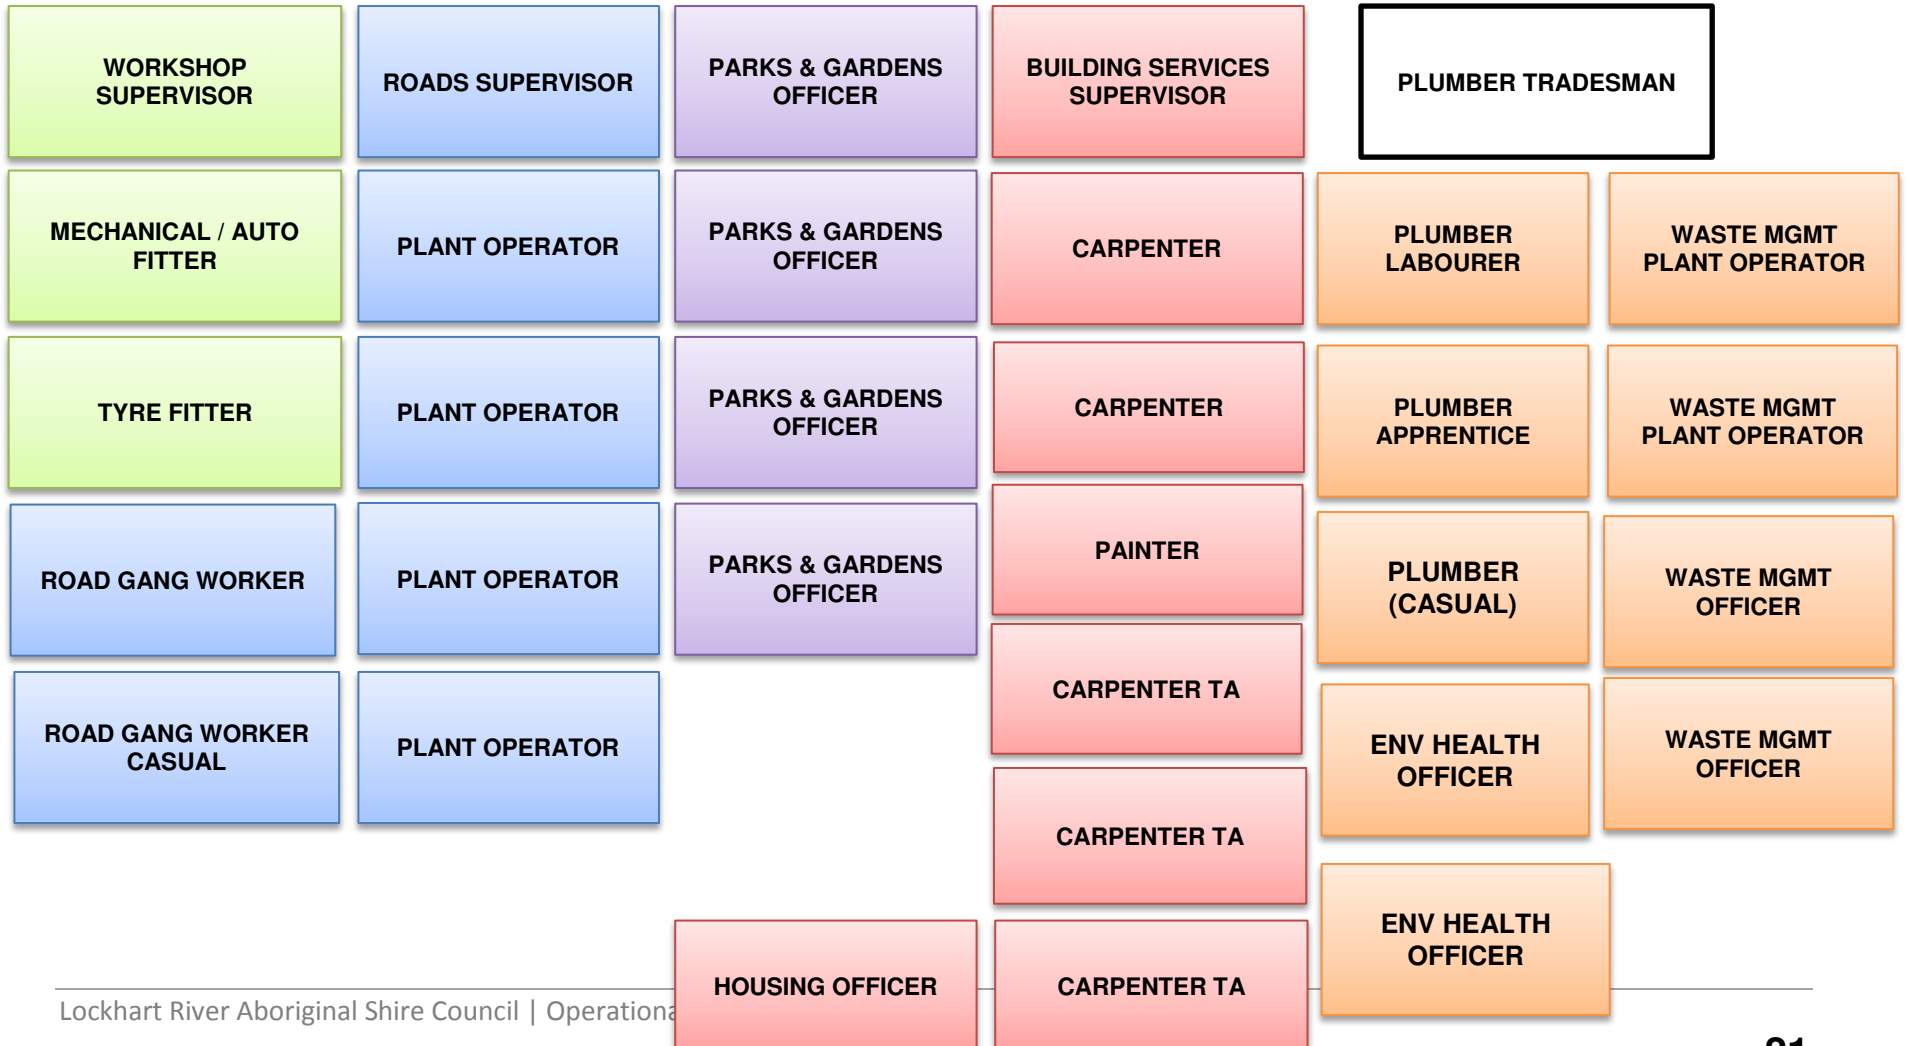 WORKSHOP
SUPERVISOR
ROADS SUPERVISOR
PARKS & GARDENS
OFFICER
BUILDING SERVICES
SUPERVISOR
PLUMBER TRADESMAN
MECHANICAL / AUTO
FITTER
PLANT OPERATOR
PARKS & GARDENS
OFFICER
CARPENTER
PLUMBER
LABOURER
WASTE MGMT
PLANT OPERATOR
TYRE FITTER
PLANT OPERATOR
PARKS & GARDENS
OFFICER
CARPENTER
PLUMBER
APPRENTICE
WASTE MGMT
PLANT OPERATOR
ROAD GANG WORKER
PLANT OPERATOR
PARKS & GARDENS
OFFICER
PAINTER
PLUMBER
(CASUAL)
WASTE MGMT
OFFICER
ROAD GANG WORKER
CASUAL
PLANT OPERATOR
CARPENTER TA
ENV HEALTH
OFFICER
WASTE MGMT
OFFICER
CARPENTER TA
ENV HEALTH
OFFICER
HOUSING OFFICER
CARPENTER TA
Lockhart River Aboriginal Shire Council | Operationa